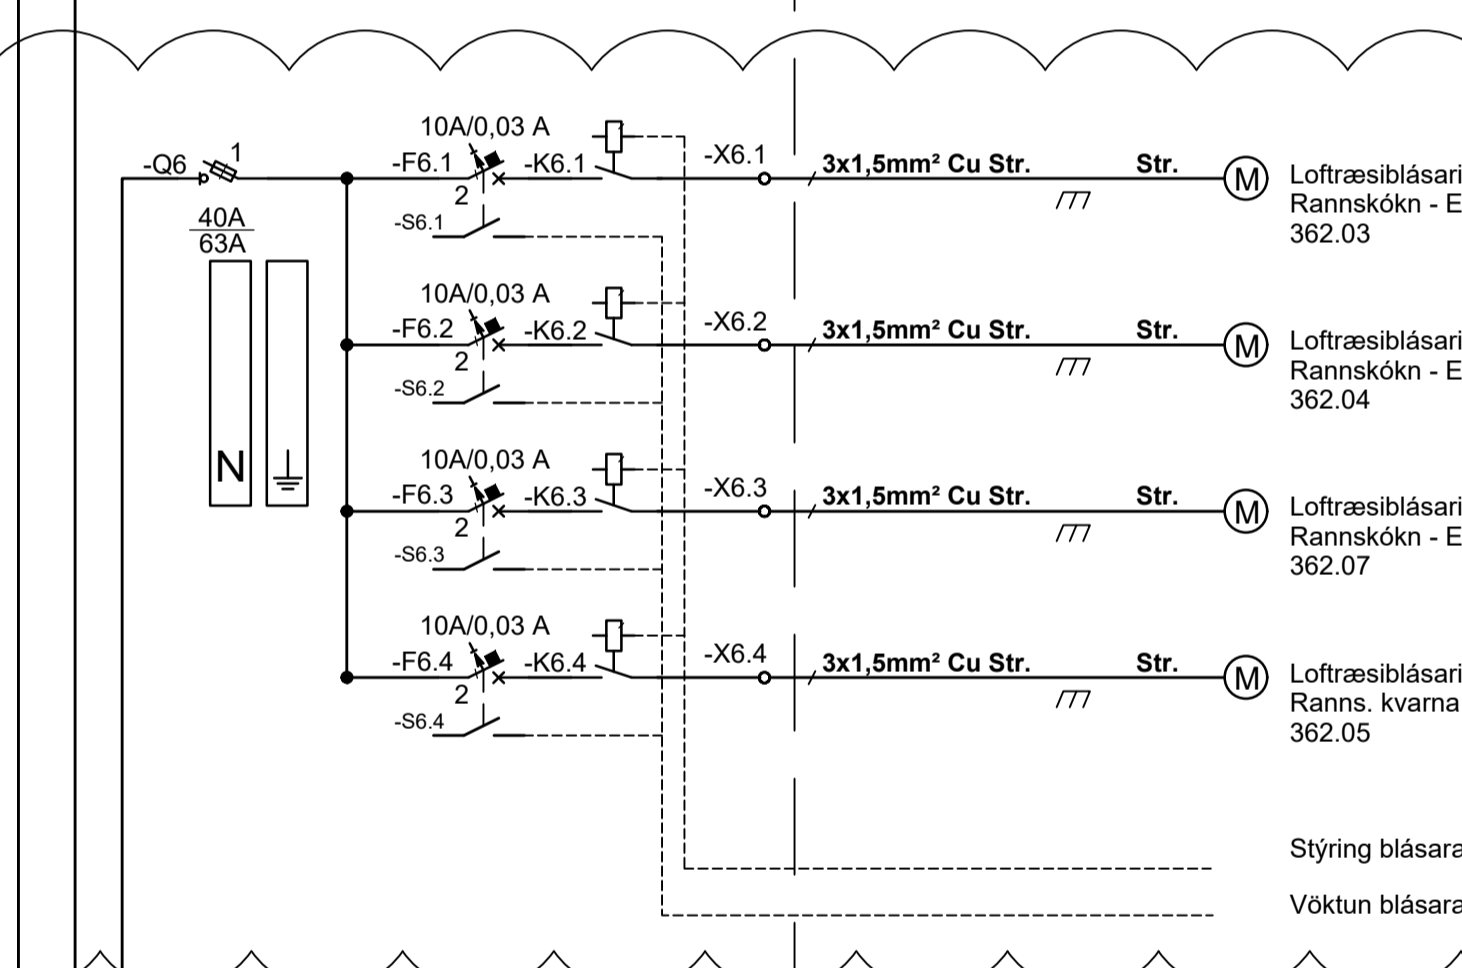 -Q6
1
40A
63A
N
10A/0,03 A
-F6.1
2
-K6.1
-S6.1
-X6.1
3x1,5mm² Cu Str.
Str.
M
Loftræsiblásari
Rannskókn - E
362.03
10A/0,03 A
-F6.2
2
-K6.2
-S6.2
-X6.2
3x1,5mm² Cu Str.
Str.
M
Loftræsiblásari
Rannskókn - E
362.04
10A/0,03 A
-F6.3
2
-K6.3
-S6.3
-X6.3
3x1,5mm² Cu Str.
Str.
M
Loftræsiblásari
Rannskókn - E
362.07
10A/0,03 A
-F6.4
2
-K6.4
-S6.4
-X6.4
3x1,5mm² Cu Str.
Str.
M
Loftræsiblásari
Ranns. kvarna
362.05
Stýring blásara
Vöktun blásara